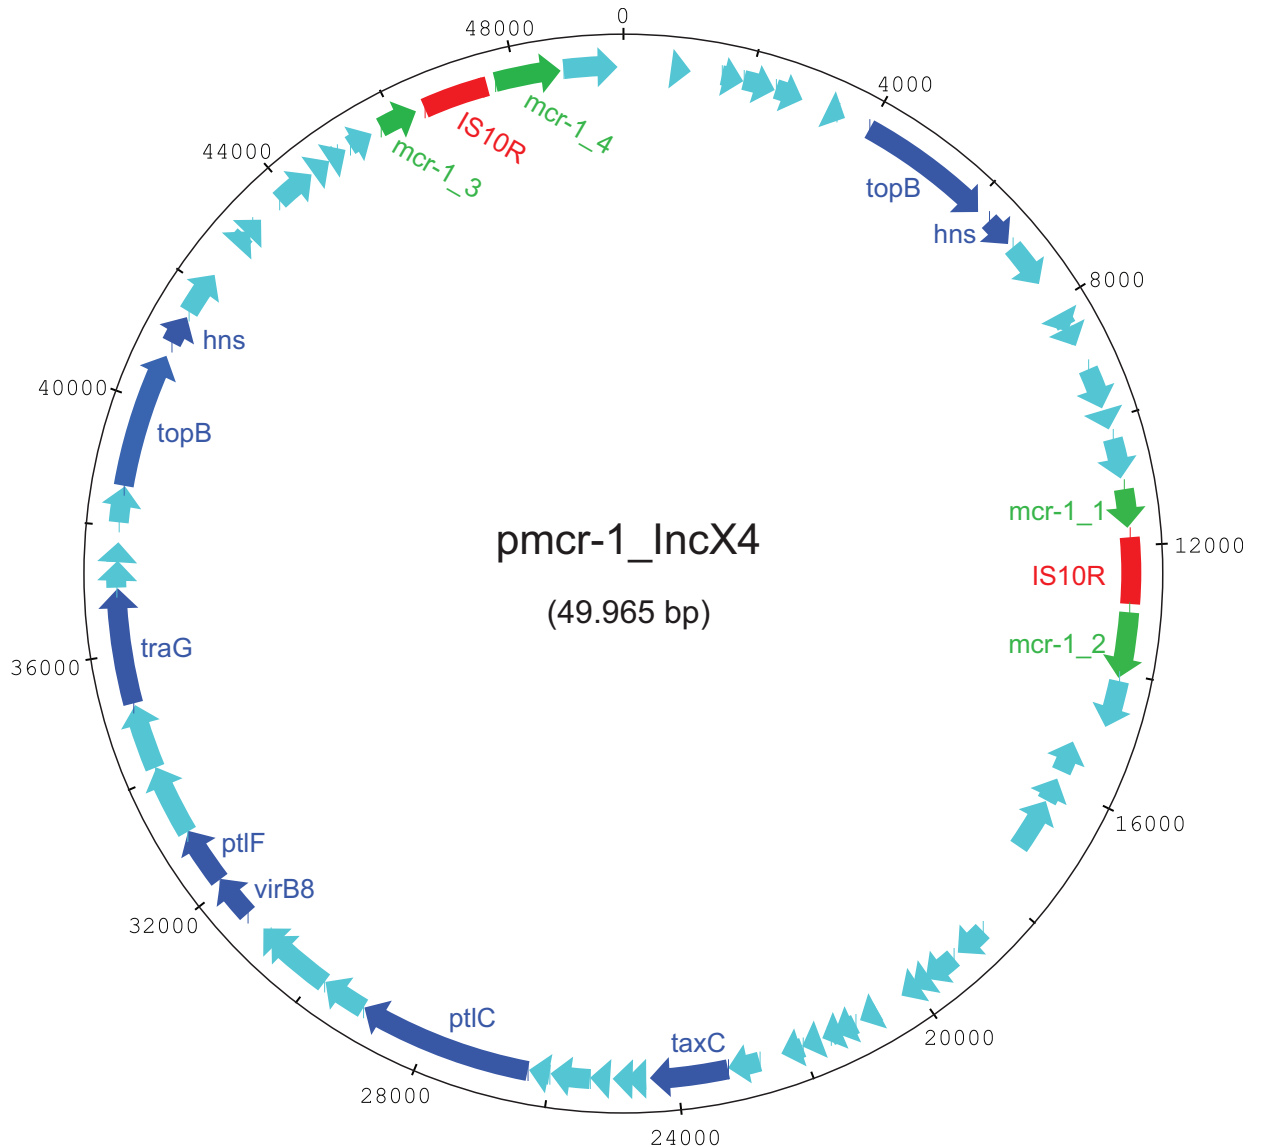 0
48000
4000
mcr-1_4
IS10R
mcr-1_3
44000
topB
hns
8000
hns
40000
topB
mcr-1_1
pmcr-1_IncX4
12000
IS10R
(49.965 bp)
mcr-1_2
traG
36000
16000
ptlF
virB8
32000
ptlC
taxC
20000
28000
24000